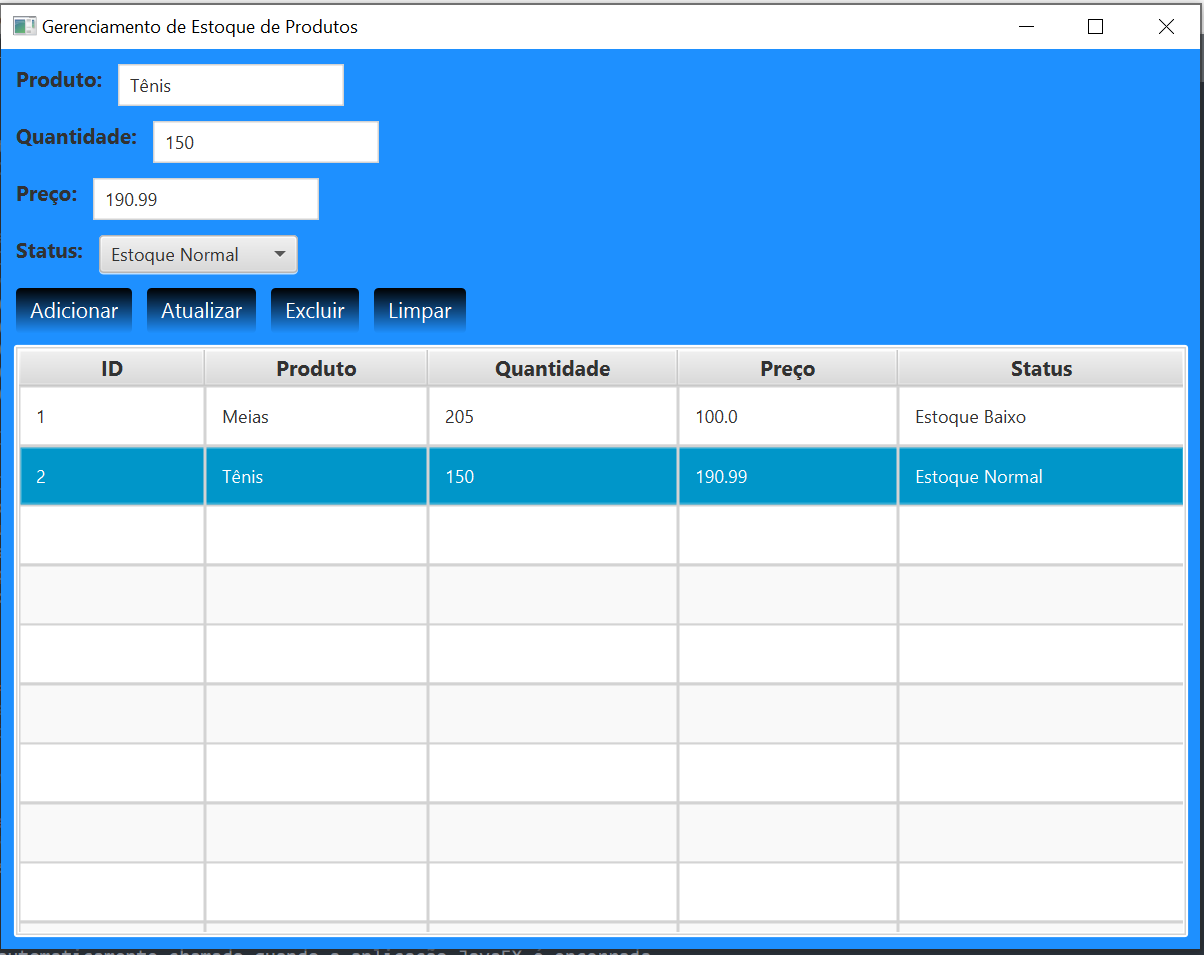 Gerenciamento de Estoque de Produtos
Produto: Tênis
Quantidade: 150
Preço: 190.99
Status: Estoque Normal
Adicionar Atualizar Excluir Limpar
ID Produto Quantidade Preço Status
1 Meias 205 100.0 Estoque Baixo
2 Tênis 150 190.99 Estoque Normal